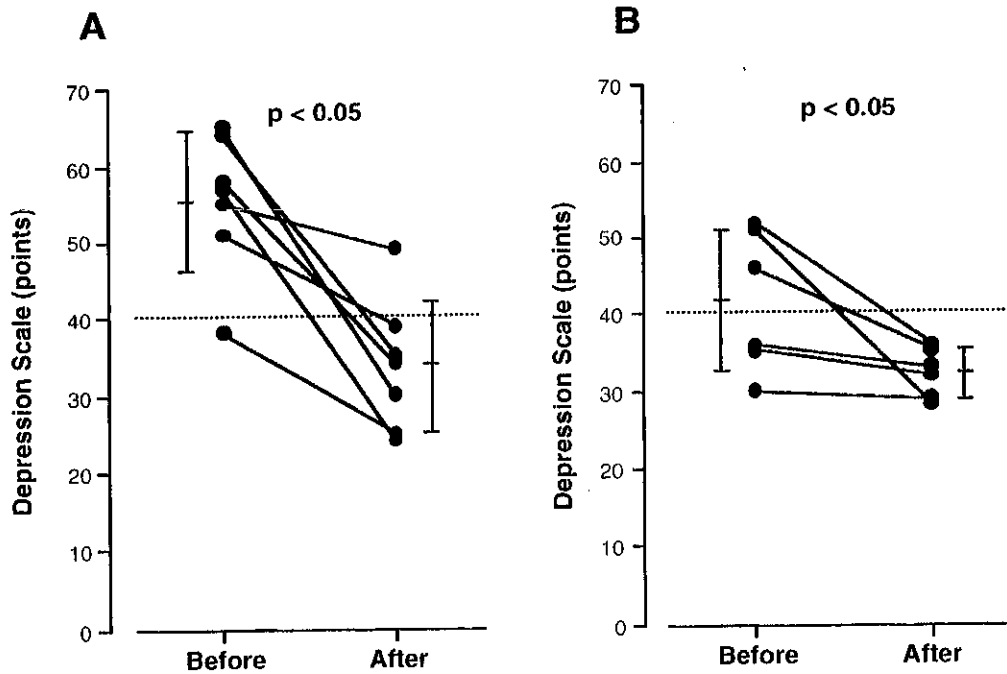 A
Depression Scale (points)
70
60
50
40
30
20
10
0
p < 0.05
Before
After
B
Depression Scale (points)
70
60
50
40
30
20
10
0
p < 0.05
Before
After